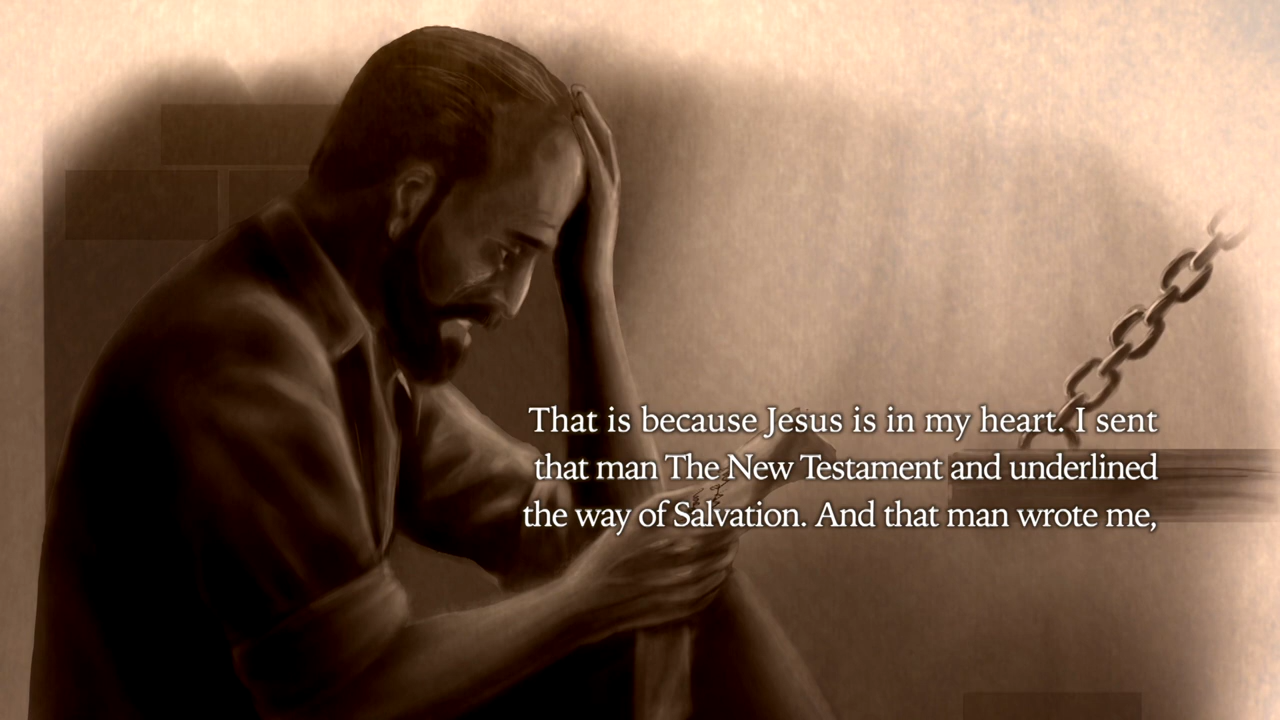 That is because Jesus is in my heart. I sent
that man The New Testament and underlined
the way of Salvation. And that man wrote me,